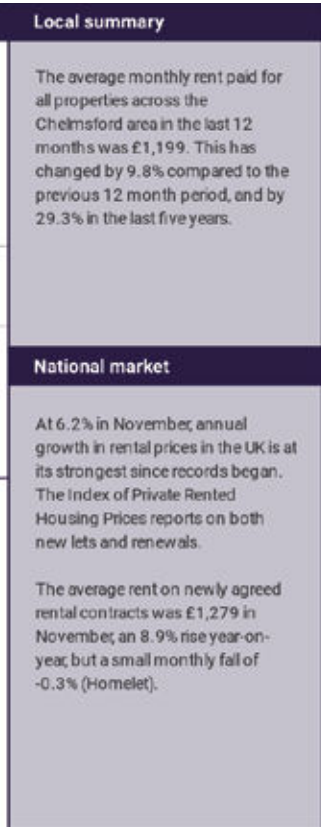 Local summary
The average monthly rent paid for
all properties across the
Chelmsford area in the last 12
months was £1,199. This has
changed by 9.8% compared to the
previous 12 month period, and by
29.3% in the last five years.
National market
At 6.2% in November, annual
growth in rental prices in the UK is at
its strongest since records began.
The Index of Private Rented
Housing Prices reports on both
new lets and renewals.
The average rent on newly agreed
rental contracts was £1,279 in
November, an 8.9% rise year-on-
year, but a small monthly fall of
-0.3% (Homelet).